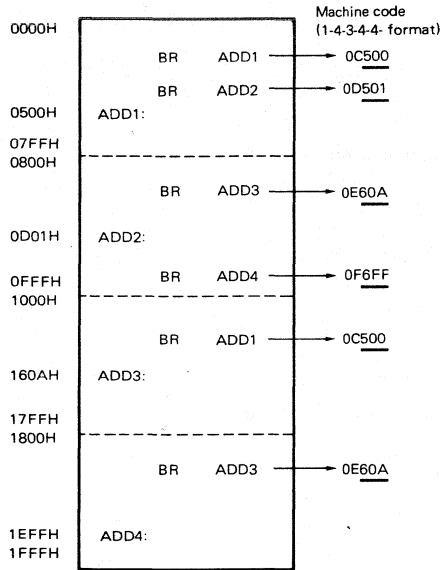 Machine code
(1-4-3-4-4- format)
0000H
BR ADD1 0C500
BR ADD2 0D501
0500H ADD1:
07FFH
0800H
BR ADD3 0E60A
0D01H ADD2:
BR ADD4 0F6FF
0FFFH
1000H
BR ADD1 0C500
160AH ADD3:
17FFH
1800H
BR ADD3 0E60A
1EFFH ADD4:
1FFFH